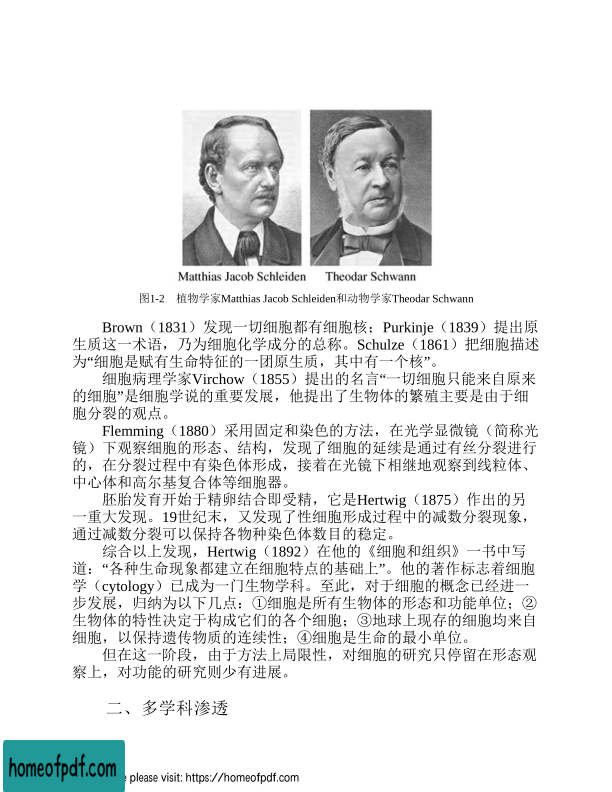 Matthias Jacob Schleiden Theodar Schwann
图1-2 植物学家Matthias Jacob Schleiden和动物学家Theodar Schwann
Brown（1831）发现一切细胞都有细胞核；Purkinje（1839）提出原
生质这一术语，乃为细胞化学成分的总称。Schulze（1861）把细胞描述
为“细胞是赋有生命特征的一团原生质，其中有一个核”。
细胞病理学家Virchow（1855）提出的名言“一切细胞只能来自原来
的细胞”是细胞学说的重要发展，他提出了生物体的繁殖主要是由于细
胞分裂的观点。
Flemming（1880）采用固定和染色的方法，在光学显微镜（简称光
镜）下观察细胞的形态、结构，发现了细胞的延续是通过有丝分裂进行
的，在分裂过程中有染色体形成，接着在光镜下相继地观察到线粒体、
中心体和高尔基复合体等细胞器。
胚胎发育开始于精卵结合即受精，它是Hertwig（1875）作出的另
一重大发现。19世纪末，又发现了性细胞形成过程中的减数分裂现象，
通过减数分裂可以保持各物种染色体数目的稳定。
综合以上发现，Hertwig（1892）在他的《细胞和组织》一书中写
道：“各种生命现象都建立在细胞特点的基础上”。他的著作标志着细胞
学（cytology）已成为一门生物学科。至此，对于细胞的概念已经进一
步发展，归纳为以下几点：①细胞是所有生物体的形态和功能单位；②
生物体的特性决定于构成它们的各个细胞；③地球上现存的细胞均来自
细胞，以保持遗传物质的连续性；④细胞是生命的最小单位。
但在这一阶段，由于方法上局限性，对细胞的研究只停留在形态观
察上，对功能的研究则少有进展。
二、多学科渗透
homeofpdf.com
e please visit: https://homeofpdf.com